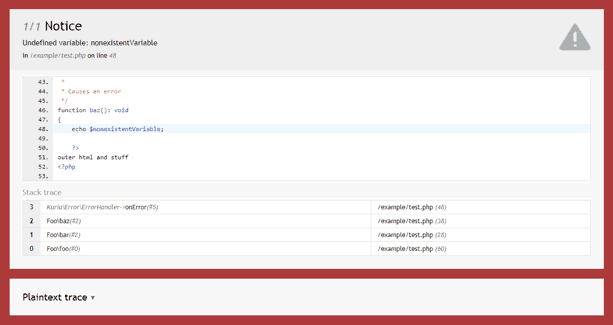 1/1 Notice
Undefined variable: nonexistentVariable
in /example/test.php on line 48
43. *
44. * Causes an error
45. */
46. function baz(): void
47. {
48. echo $nonexistentVariable;
49.
50. ?>
51. outer html and stuff
52. <?php
53.
Stack trace
3 Kuria\Error\ErrorHandler->onError(#5) /example/test.php (48)
2 Foo\baz(#2) /example/test.php (38)
1 Foo\bar(#2) /example/test.php (28)
0 Foo\foo(#0) /example/test.php (60)
Plaintext trace ▾